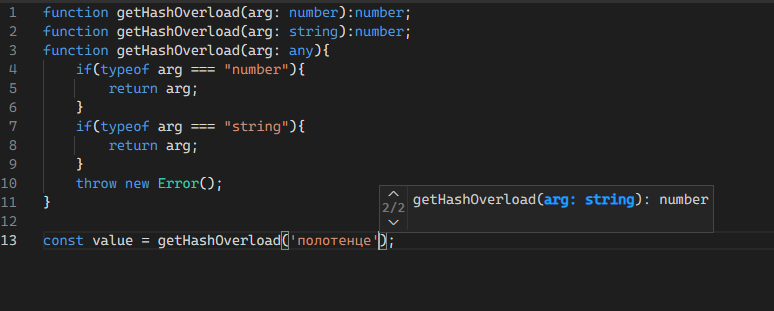 1 function getHashOverload(arg: number):number;
2 function getHashOverload(arg: string):number;
3 function getHashOverload(arg: any){
4 if(typeof arg === "number"){
5 return arg;
6 }
7 if(typeof arg === "string"){
8 return arg;
9 }
10 throw new Error();
11 }
2/2 getHashOverload(arg: string): number
12
13 const value = getHashOverload('полотенце');